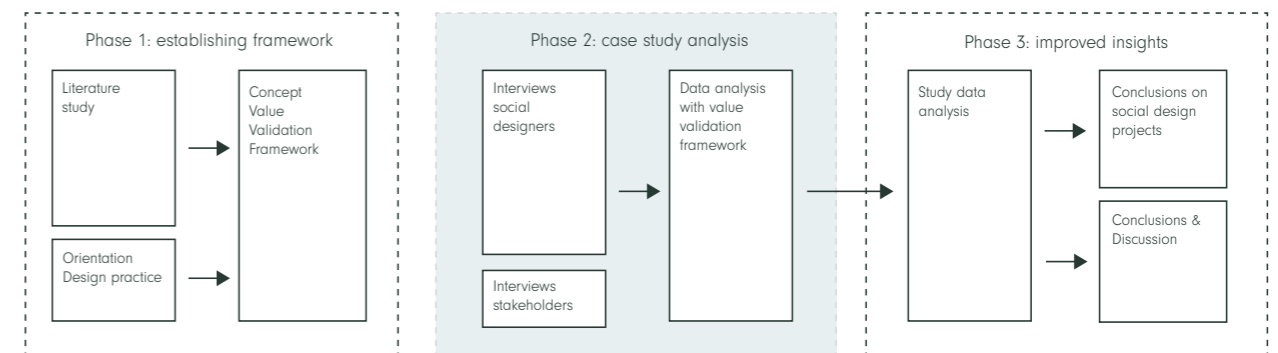 Phase 1: establishing framework
Literature
study
Orientation
Design practice
Concept
Value
Validation
Framework
Phase 2: case study analysis
Interviews
social
designers
Interviews
stakeholders
Data analysis
with value
validation
framework
Phase 3: improved insights
Study data
analysis
Conclusions on
social design
projects
Conclusions &
Discussion